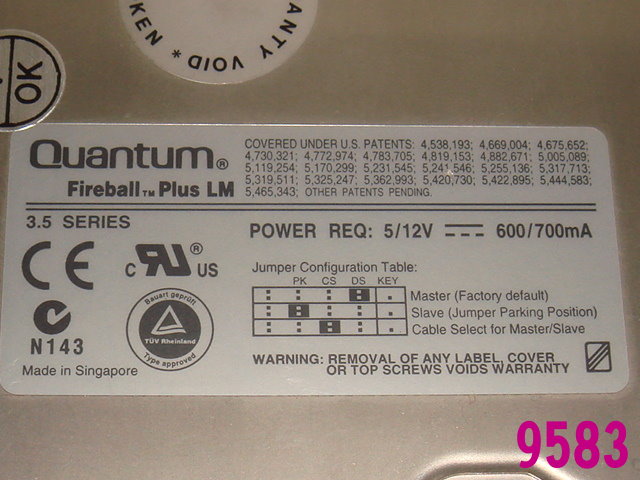 ANTY VOID * KEN
OK
Quantum®
Fireball™ Plus LM
COVERED UNDER U.S. PATENTS: 4,538,193; 4,669,004; 4,675,652;
4,730,321; 4,772,974; 4,783,705; 4,819,153; 4,882,671; 5,005,089;
5,119,254; 5,170,299; 5,231,545; 5,241,546; 5,255,136; 5,317,713;
5,319,511; 5,325,247; 5,362,993; 5,420,730; 5,422,895; 5,444,583;
5,465,343; OTHER PATENTS PENDING.
3.5 SERIES
POWER REQ: 5/12V 600/700mA
CE
C RU ® US
Jumper Configuration Table:
PK CS DS KEY
Master (Factory default)
Slave (Jumper Parking Position)
Cable Select for Master/Slave
Bauart geprüft
TÜV Rheinland
Type approved
N143
Made in Singapore
WARNING: REMOVAL OF ANY LABEL, COVER
OR TOP SCREWS VOIDS WARRANTY
9583